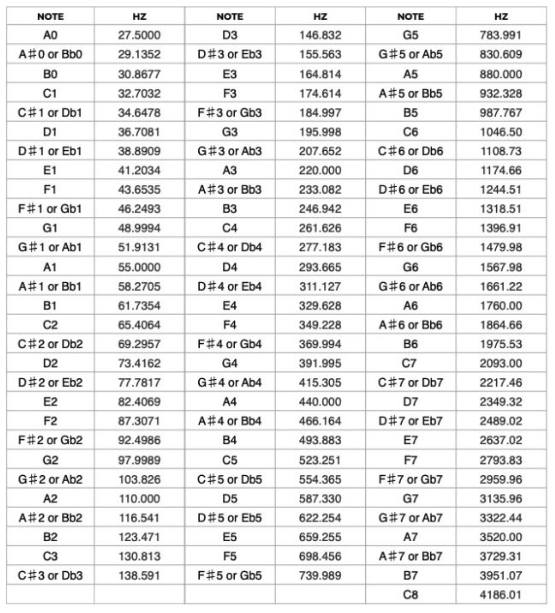 NOTE HZ NOTE HZ NOTE HZ
A0 27.5000 D3 146.832 G5 783.991
A♯0 or Bb0 29.1352 D♯3 or Eb3 155.563 G♯5 or Ab5 830.609
B0 30.8677 E3 164.814 A5 880.000
C1 32.7032 F3 174.614 A♯5 or Bb5 932.328
C♯1 or Db1 34.6478 F♯3 or Gb3 184.997 B5 987.767
D1 36.7081 G3 195.998 C6 1046.50
D♯1 or Eb1 38.8909 G♯3 or Ab3 207.652 C♯6 or Db6 1108.73
E1 41.2034 A3 220.000 D6 1174.66
F1 43.6535 A♯3 or Bb3 233.082 D♯6 or Eb6 1244.51
F♯1 or Gb1 46.2493 B3 246.942 E6 1318.51
G1 48.9994 C4 261.626 F6 1396.91
G♯1 or Ab1 51.9131 C♯4 or Db4 277.183 F♯6 or Gb6 1479.98
A1 55.0000 D4 293.665 G6 1567.98
A♯1 or Bb1 58.2705 D♯4 or Eb4 311.127 G♯6 or Ab6 1661.22
B1 61.7354 E4 329.628 A6 1760.00
C2 65.4064 F4 349.228 A♯6 or Bb6 1864.66
C♯2 or Db2 69.2957 F♯4 or Gb4 369.994 B6 1975.53
D2 73.4162 G4 391.995 C7 2093.00
D♯2 or Eb2 77.7817 G♯4 or Ab4 415.305 C♯7 or Db7 2217.46
E2 82.4069 A4 440.000 D7 2349.32
F2 87.3071 A♯4 or Bb4 466.164 D♯7 or Eb7 2489.02
F♯2 or Gb2 92.4986 B4 493.883 E7 2637.02
G2 97.9989 C5 523.251 F7 2793.83
G♯2 or Ab2 103.826 C♯5 or Db5 554.365 F♯7 or Gb7 2959.96
A2 110.000 D5 587.330 G7 3135.96
A♯2 or Bb2 116.541 D♯5 or Eb5 622.254 G♯7 or Ab7 3322.44
B2 123.471 E5 659.255 A7 3520.00
C3 130.813 F5 698.456 A♯7 or Bb7 3729.31
C♯3 or Db3 138.591 F♯5 or Gb5 739.989 B7 3951.07
C8 4186.01